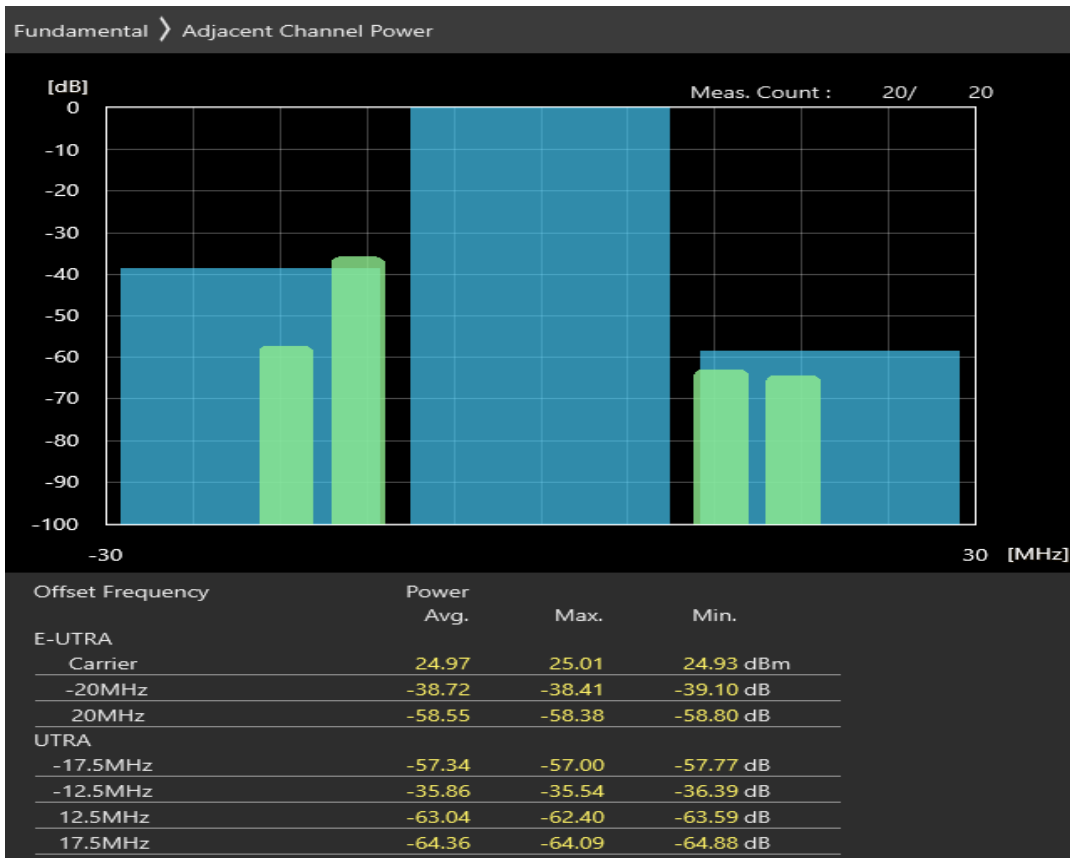 Fundamental 〉 Adjacent Channel Power
[dB]
Meas. Count : 20/ 20
0
-10
-20
-30
-40
-50
-60
-70
-80
-90
-100
-30 30 [MHz]
Offset Frequency Power
Avg. Max. Min.
E-UTRA
Carrier 24.97 25.01 24.93 dBm
-20MHz -38.72 -38.41 -39.10 dB
20MHz -58.55 -58.38 -58.80 dB
UTRA
-17.5MHz -57.34 -57.00 -57.77 dB
-12.5MHz -35.86 -35.54 -36.39 dB
12.5MHz -63.04 -62.40 -63.59 dB
17.5MHz -64.36 -64.09 -64.88 dB